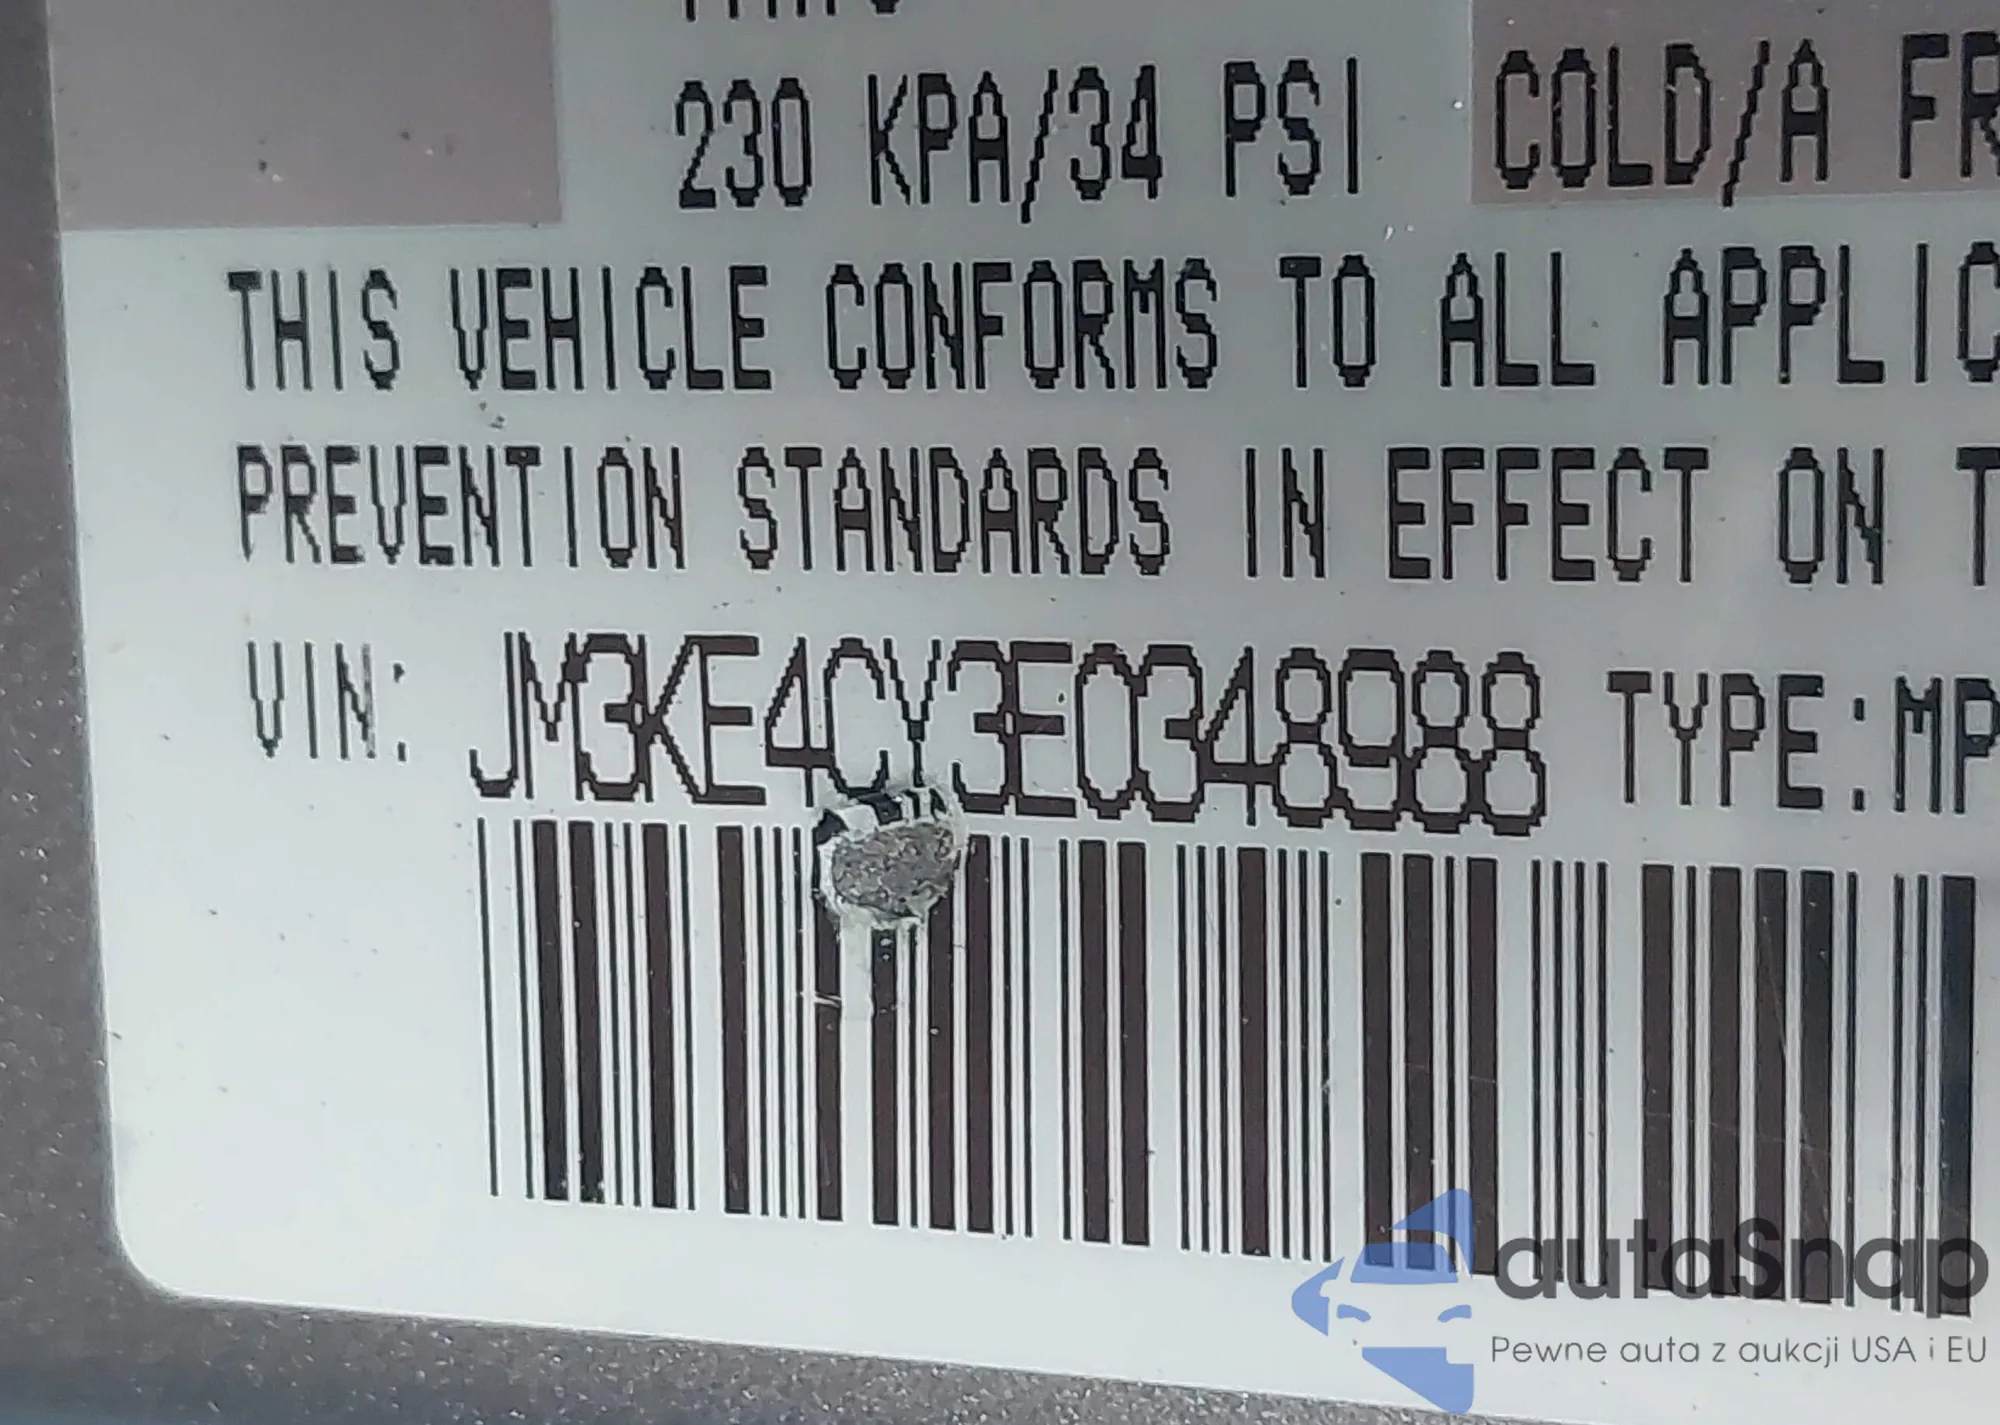 230 KPA/34 PSI COLD/A FR
THIS VEHICLE CONFORMS TO ALL APPLIC
PREVENTION STANDARDS IN EFFECT ON T
VIN: JM3KE4CY3E0348988 TYPE:MP
autaSnap
Pewne auta z aukcji USA i EU